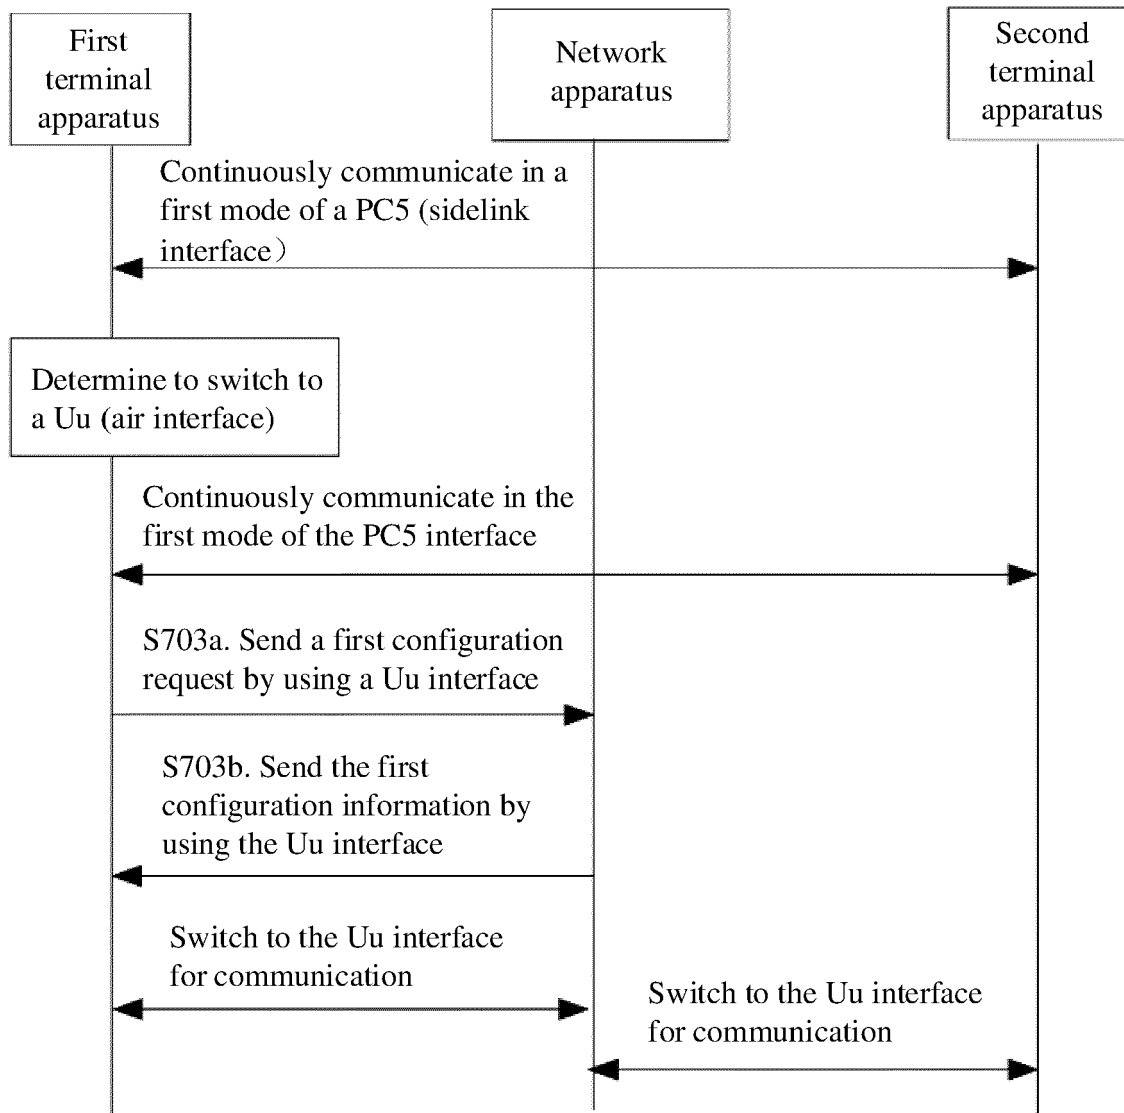 First
terminal
apparatus
Network
apparatus
Second
terminal
apparatus
Continuously communicate in a
first mode of a PC5 (sidelink
interface）
Determine to switch to
a Uu (air interface)
Continuously communicate in the
first mode of the PC5 interface
S703a. Send a first configuration
request by using a Uu interface
S703b. Send the first
configuration information by
using the Uu interface
Switch to the Uu interface
for communication
Switch to the Uu interface
for communication